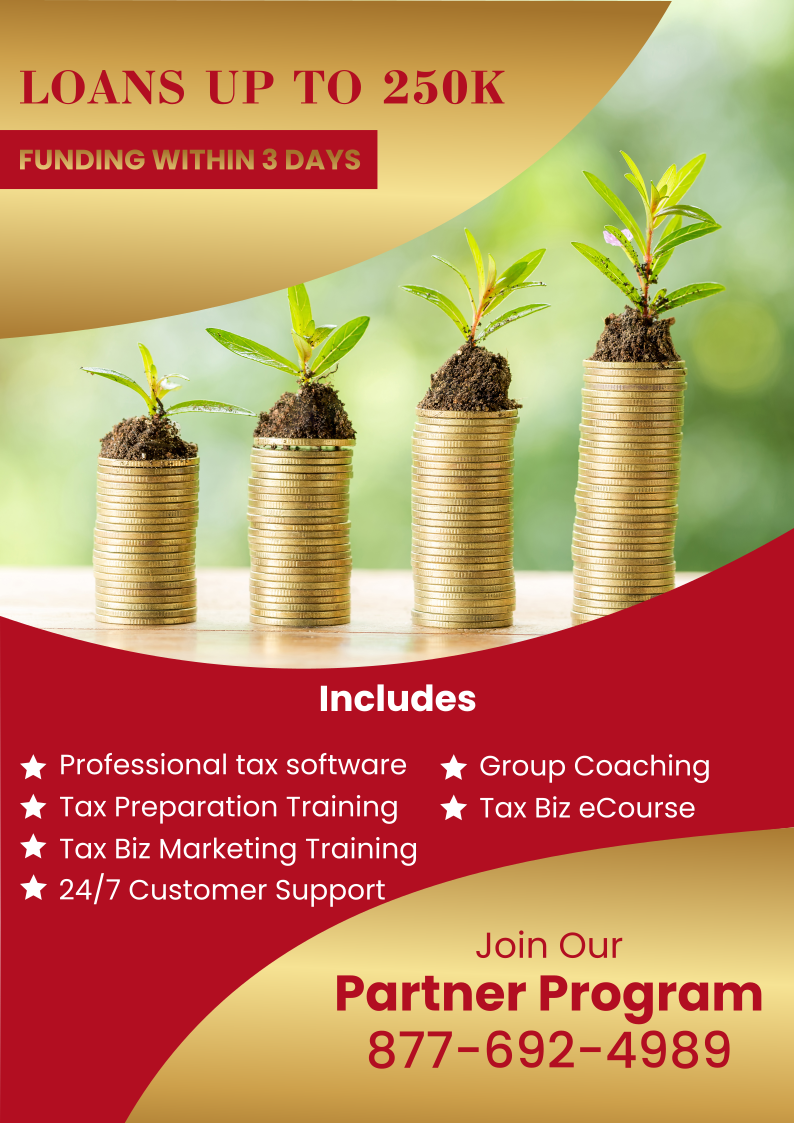 LOANS UP TO 250K
FUNDING WITHIN 3 DAYS
Includes
Professional tax software
Tax Preparation Training
Tax Biz Marketing Training
24/7 Customer Support
Group Coaching
Tax Biz eCourse
Join Our
Partner Program
877-692-4989